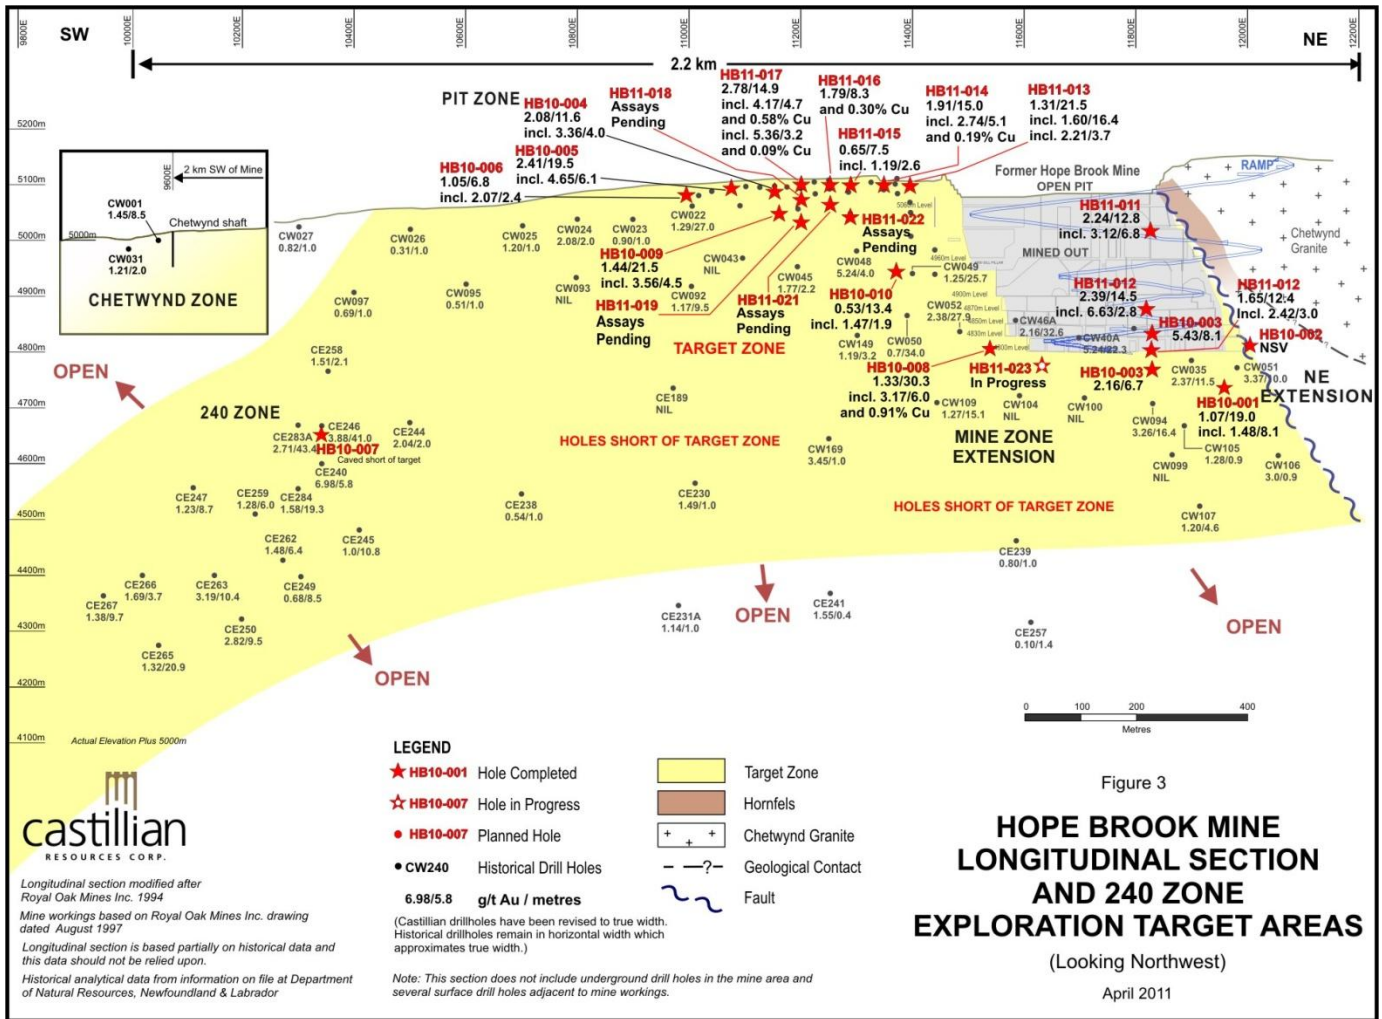 9800E
10000E
10200E
10400E
10600E
10800E
11000E
11200E
11400E
11600E
11800E
12000E
12200E
SW
NE
2.2 km
PIT ZONE
HB10-004
2.08/11.6
incl. 3.36/4.0
HB10-005
2.41/19.5
incl. 4.65/6.1
HB10-006
1.05/6.8
incl. 2.07/2.4
HB11-018
Assays
Pending
HB11-017
2.78/14.9
incl. 4.17/4.7
and 0.58% Cu
incl. 5.36/3.2
and 0.09% Cu
HB11-016
1.79/8.3
and 0.30% Cu
HB11-015
0.65/7.5
incl. 1.19/2.6
HB11-014
1.91/15.0
incl. 2.74/5.1
and 0.19% Cu
HB11-013
1.31/21.5
incl. 1.60/16.4
incl. 2.21/3.7
5200m
5100m
5000m
4900m
4800m
4700m
4600m
4500m
4400m
4300m
4200m
4100m
9600E
2 km SW of Mine
CW001
1.45/8.5
Chetwynd shaft
5000m
CW031
1.21/2.0
CHETWYND ZONE
Former Hope Brook Mine
OPEN PIT
RAMP
Chetwynd
Granite
MINED OUT
CW027
0.82/1.0
CW026
0.31/1.0
CW025
1.20/1.0
CW024
2.08/2.0
CW023
0.90/1.0
CW022
1.29/27.0
CW097
0.69/1.0
CW095
0.51/1.0
CW093
NIL
CW043
NIL
CW092
1.17/9.5
CW045
1.77/2.2
CW048
5.24/4.0
CW049
1.25/25.7
CW052
2.38/27.9
CW050
0.7/34.0
CW149
1.19/3.2
CW46A
2.16/32.6
CW40A
5.24/22.3
4960m Level
4900m Level
4870m Level
4850m Level
4830m Level
HB10-009
1.44/21.5
incl. 3.56/4.5
HB11-019
Assays
Pending
HB11-021
Assays
Pending
HB11-022
Assays
Pending
HB10-010
0.53/13.4
incl. 1.47/1.9
HB11-011
2.24/12.8
incl. 3.12/6.8
HB11-012
2.39/14.5
incl. 6.63/2.8
HB11-012
1.65/12.4
incl. 2.42/3.0
HB10-003
5.43/8.1
HB10-002
NSV
HB10-008
1.33/30.3
incl. 3.17/6.0
and 0.91% Cu
HB11-023
In Progress
HB10-003
2.16/6.7
HB10-001
1.07/19.0
incl. 1.48/8.1
TARGET ZONE
NE
EXTENSION
CW035
2.37/11.5
CW051
3.37/10.0
CE258
1.51/2.1
OPEN
240 ZONE
CE189
NIL
CW109
1.27/15.1
CW104
NIL
CW100
NIL
CW094
3.26/16.4
CW105
1.28/0.9
CW099
NIL
CW106
3.0/0.9
CE283A
2.71/43.4
CE246
3.88/41.0
HB10-007
Caved short of target
CE244
2.04/2.0
CE240
6.98/5.8
HOLES SHORT OF TARGET ZONE
CW169
3.45/1.0
MINE ZONE
EXTENSION
CE247
1.23/8.7
CE259
1.28/6.0
CE284
1.58/19.3
CE238
0.54/1.0
CE230
1.49/1.0
HOLES SHORT OF TARGET ZONE
CW107
1.20/4.6
CE262
1.48/6.4
CE245
1.0/10.8
CE239
0.80/1.0
CE266
1.69/3.7
CE263
3.19/10.4
CE249
0.68/8.5
CE267
1.38/9.7
CE250
2.82/9.5
CE265
1.32/20.9
CE231A
1.14/1.0
CE241
1.55/0.4
CE257
0.10/1.4
OPEN
OPEN
OPEN
0 100 200 400
Metres
Actual Elevation Plus 5000m
castillian
RESOURCES CORP.
Longitudinal section modified after
Royal Oak Mines Inc. 1994
Mine workings based on Royal Oak Mines Inc. drawing
dated August 1997
Longitudinal section is based partially on historical data and
this data should not be relied upon.
Historical analytical data from information on file at Department
of Natural Resources, Newfoundland & Labrador
LEGEND
HB10-001 Hole Completed
HB10-007 Hole in Progress
HB10-007 Planned Hole
CW240 Historical Drill Holes
6.98/5.8 g/t Au / metres
(Castillian drillholes have been revised to true width.
Historical drillholes remain in horizontal width which
approximates true width.)
Target Zone
Hornfels
Chetwynd Granite
? Geological Contact
Fault
Note: This section does not include underground drill holes in the mine area and
several surface drill holes adjacent to mine workings.
Figure 3
HOPE BROOK MINE
LONGITUDINAL SECTION
AND 240 ZONE
EXPLORATION TARGET AREAS
(Looking Northwest)
April 2011